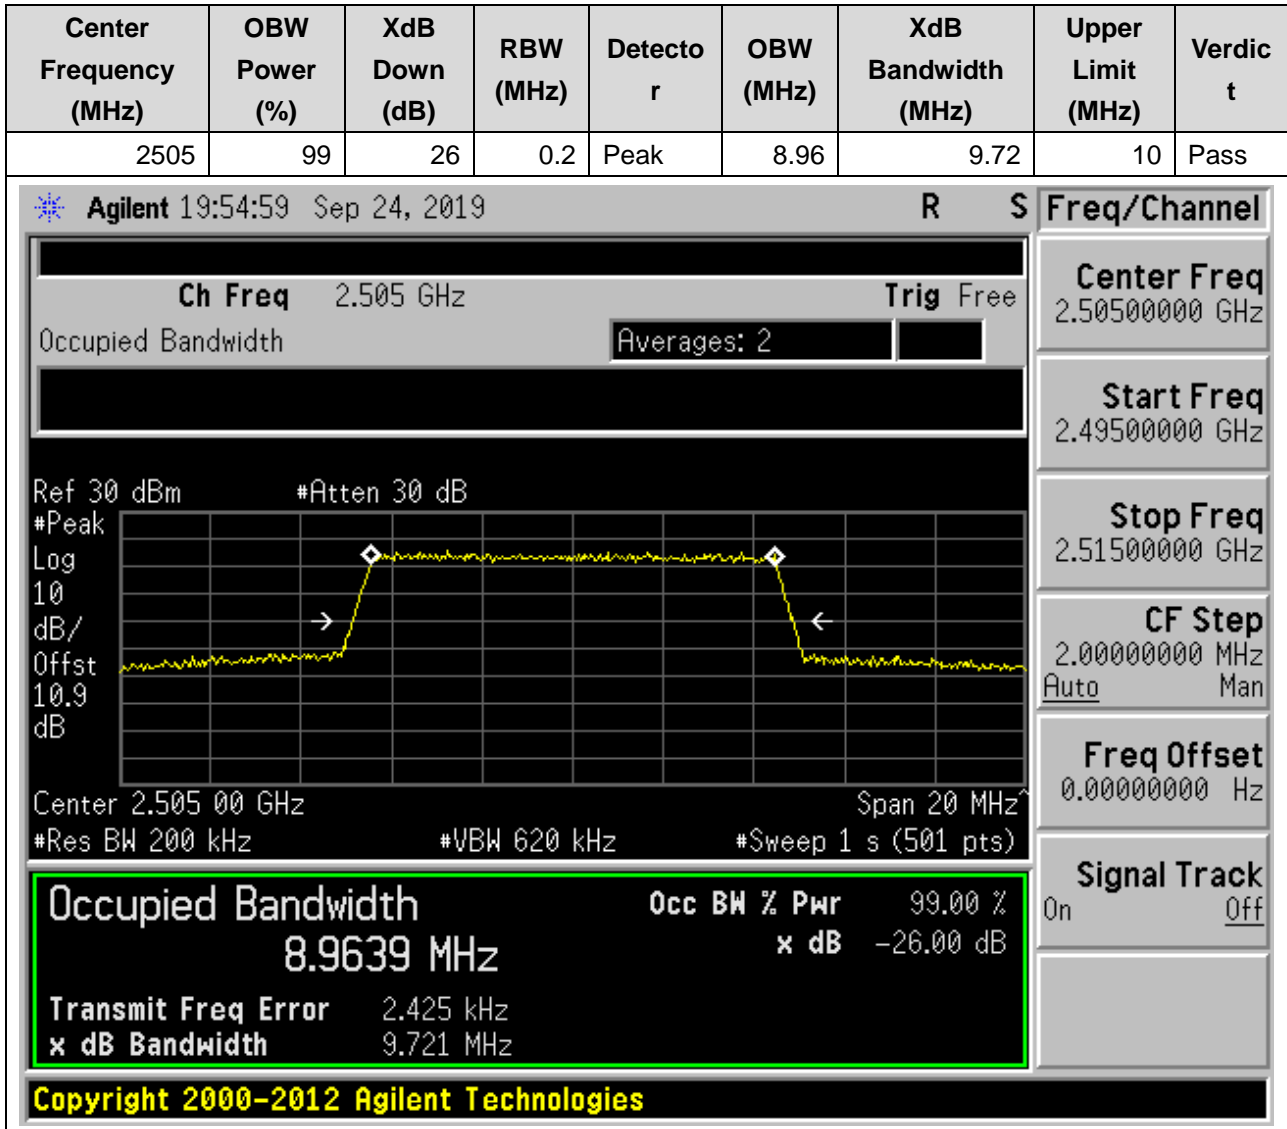 Center Frequency (MHz) OBW Power (%) XdB Down (dB) RBW (MHz) Detecto r OBW (MHz) XdB Bandwidth (MHz) Upper Limit (MHz) Verdic t
2505 99 26 0.2 Peak 8.96 9.72 10 Pass
Agilent 19:54:59 Sep 24, 2019 R S
Ch Freq 2.505 GHz Trig Free
Occupied Bandwidth Averages: 2
Ref 30 dBm #Atten 30 dB
#Peak
Log
10
dB/
Offst
10.9
dB
Center 2.505 00 GHz Span 20 MHz^
#Res BW 200 kHz #VBW 620 kHz #Sweep 1 s (501 pts)
Occupied Bandwidth Occ BW % Pwr 99.00 %
8.9639 MHz x dB -26.00 dB
Transmit Freq Error 2.425 kHz
x dB Bandwidth 9.721 MHz
Copyright 2000-2012 Agilent Technologies
Freq/Channel
Center Freq
2.50500000 GHz
Start Freq
2.49500000 GHz
Stop Freq
2.51500000 GHz
CF Step
2.00000000 MHz
Auto Man
Freq Offset
0.00000000 Hz
Signal Track
On Off